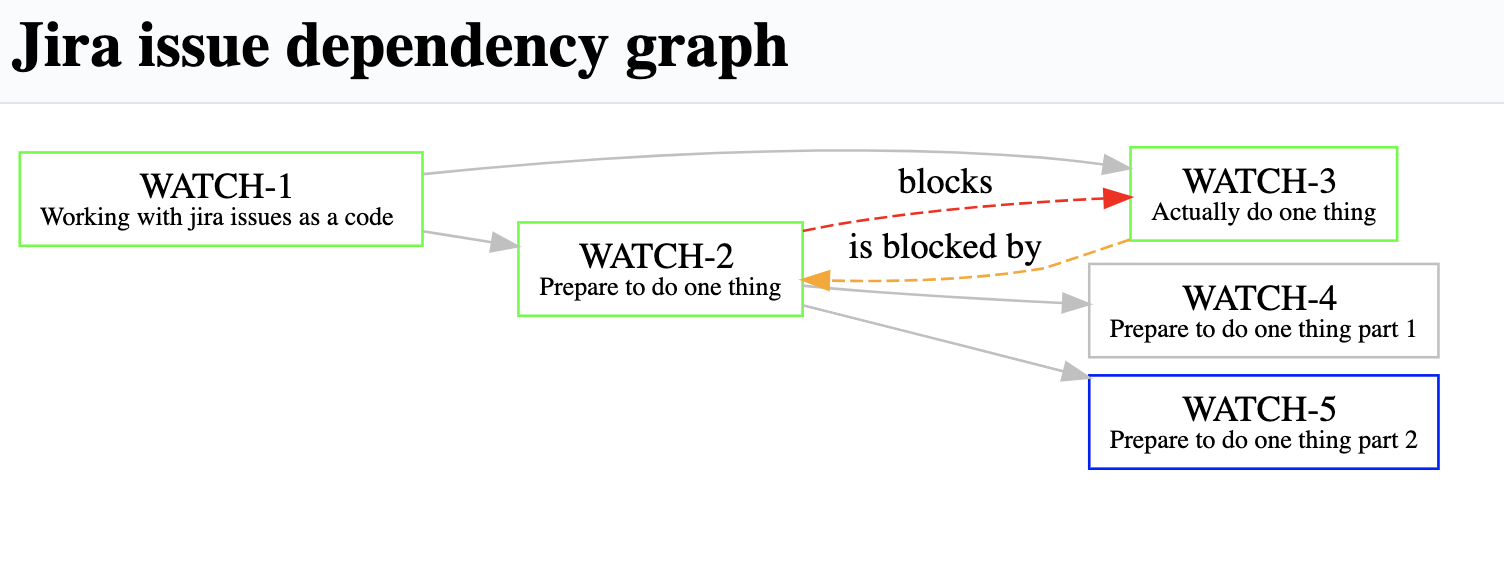 Jira issue dependency graph
WATCH-1
Working with jira issues as a code
blocks
is blocked by
WATCH-2
Prepare to do one thing
WATCH-3
Actually do one thing
WATCH-4
Prepare to do one thing part 1
WATCH-5
Prepare to do one thing part 2